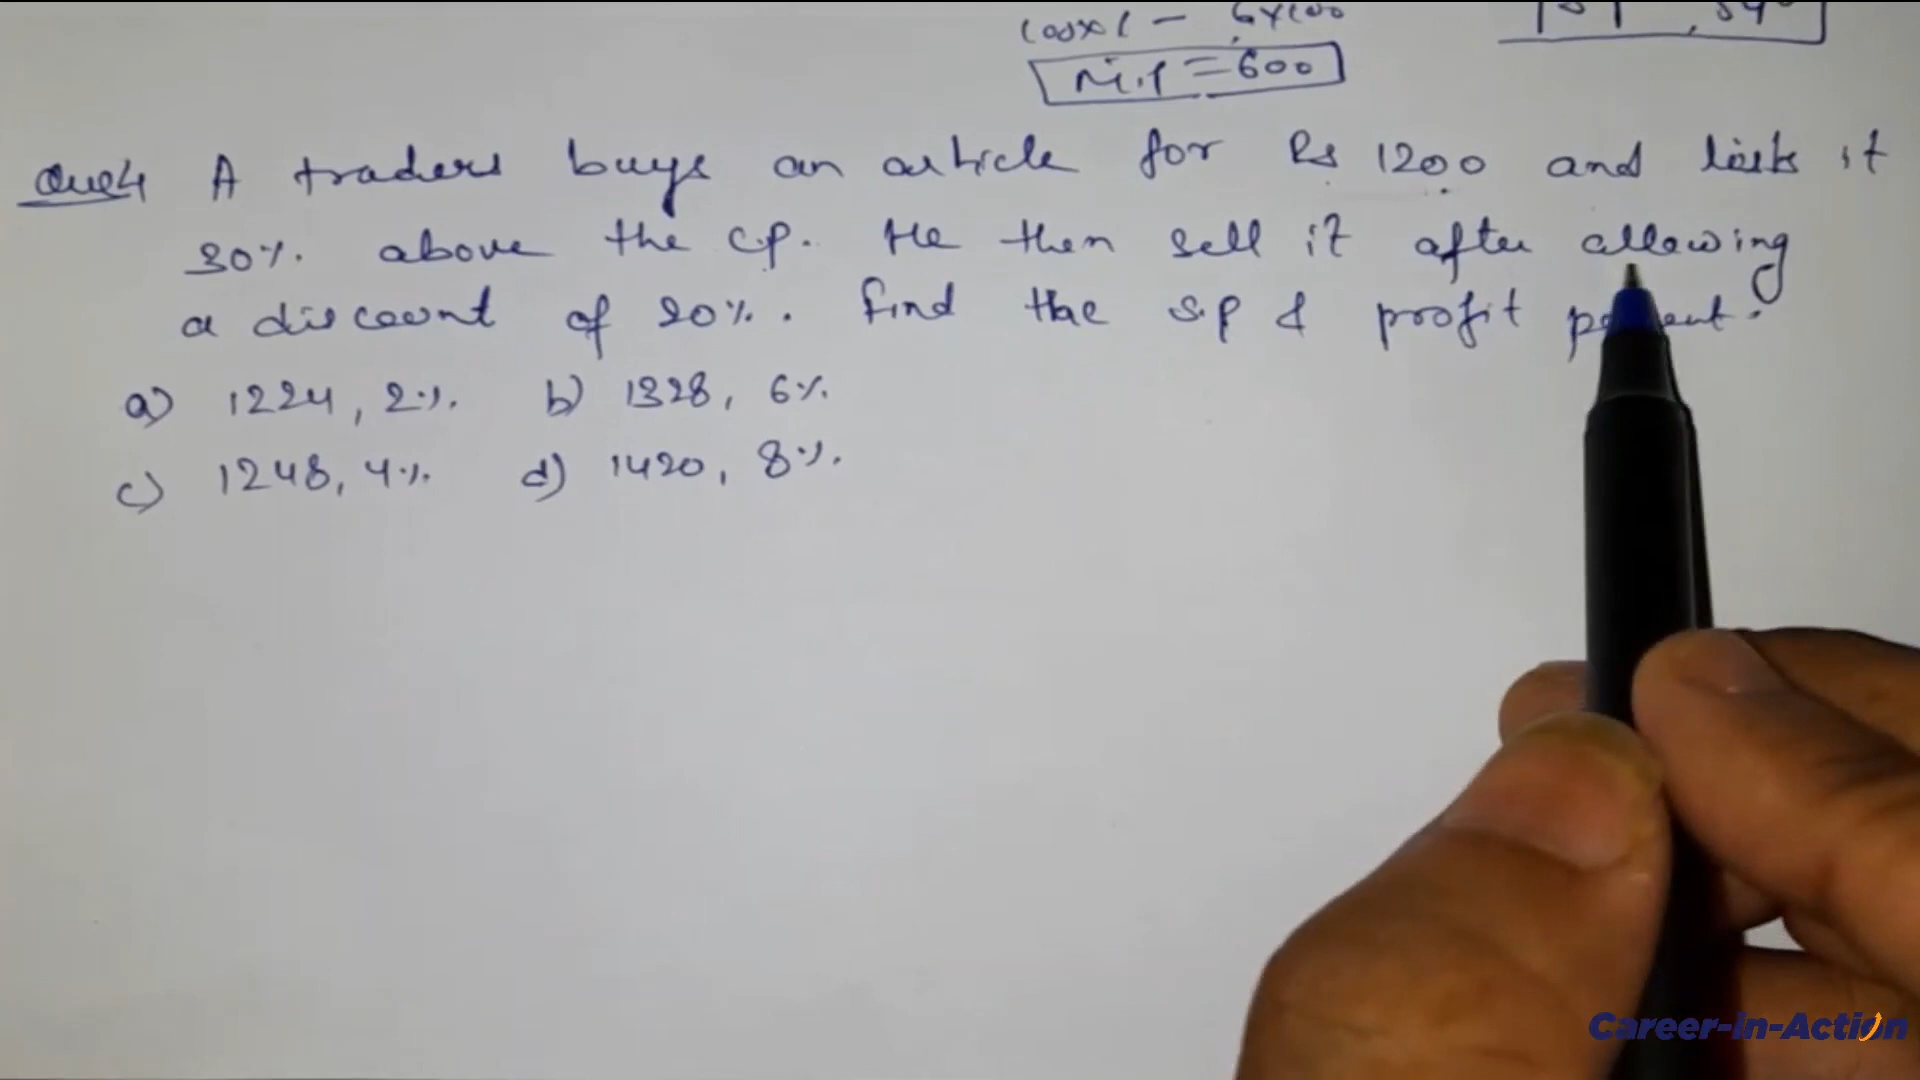 6x100
M.P = 600
Que4 A traders buys an article for Rs 1200 and lists it
30% above the C.P. He then sell it after allowing
a discount of 20%. find the S.P & profit percent.
a) 1224, 2%. b) 1328, 6%.
c) 1248, 4%. d) 1420, 8%.
Career-in-Action